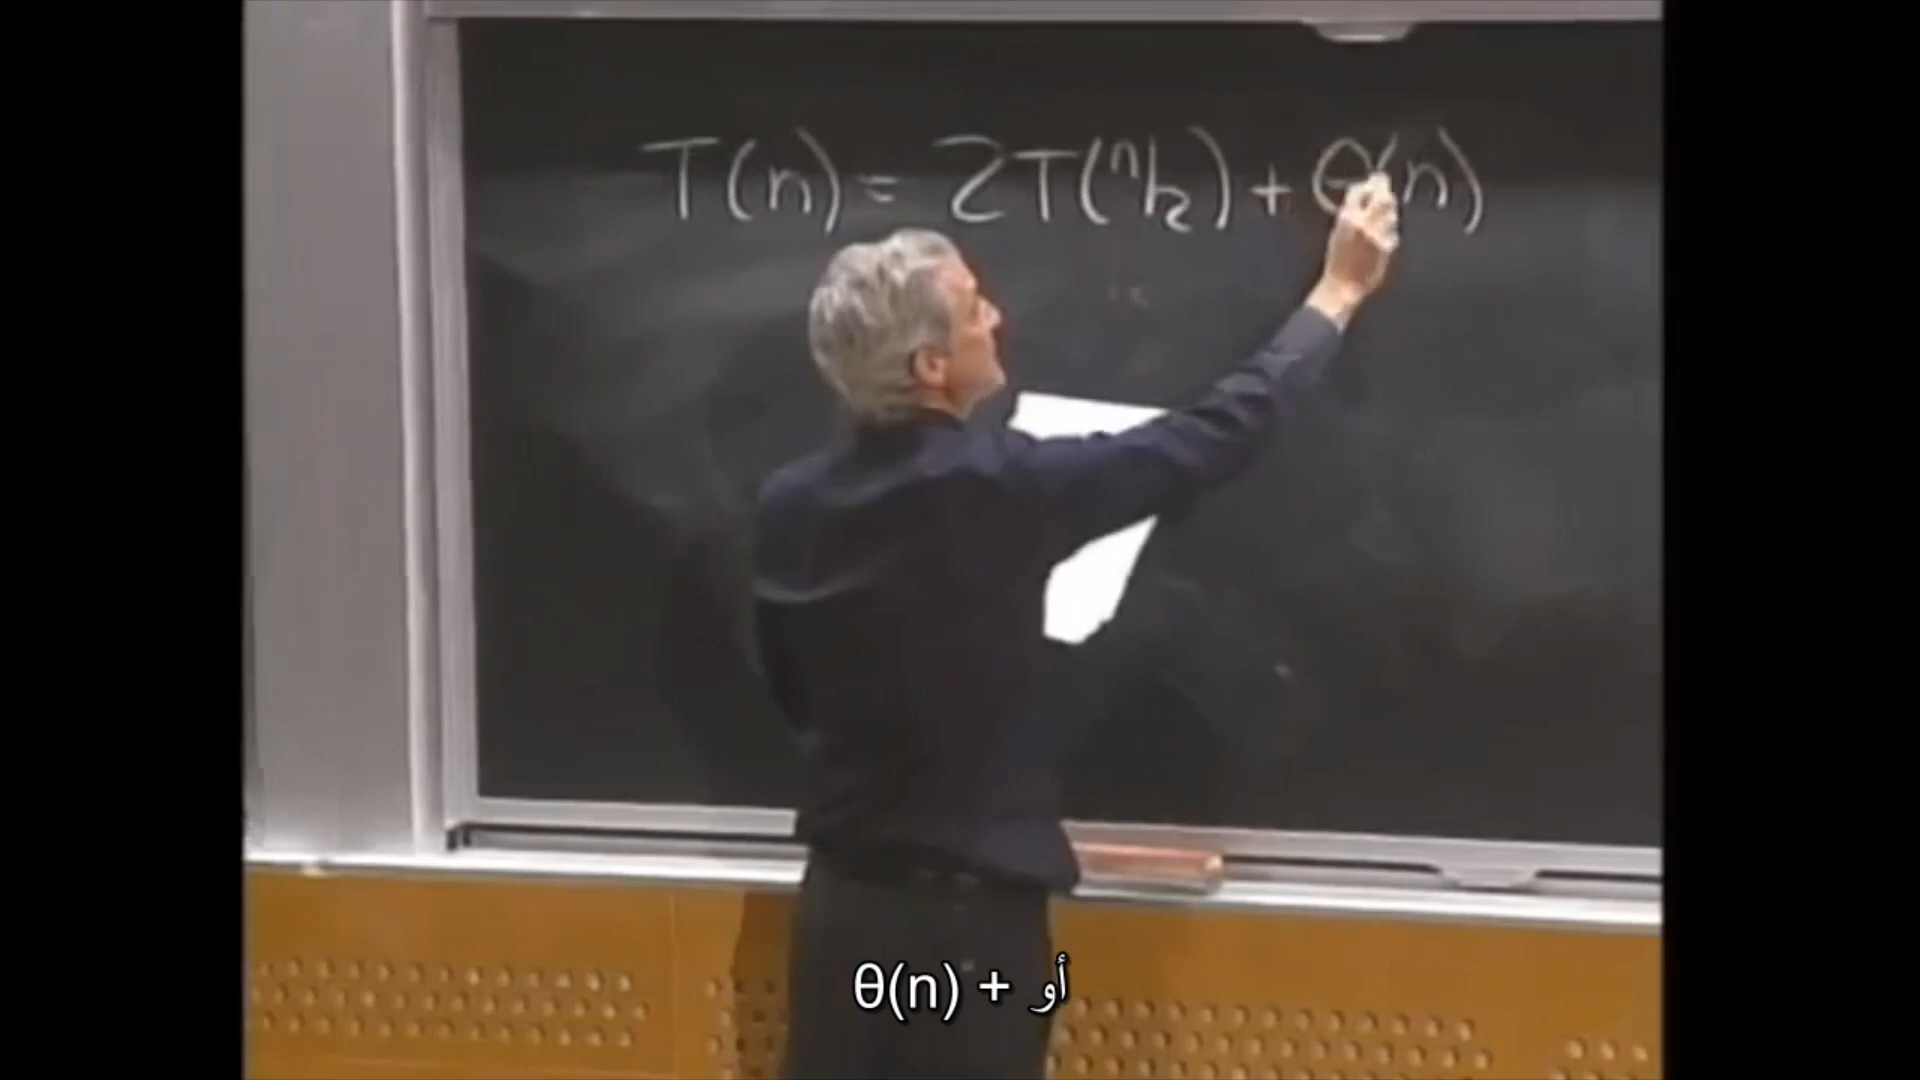 T(n) = 2T(n/2) + Θ(n)
أو + θ(n)